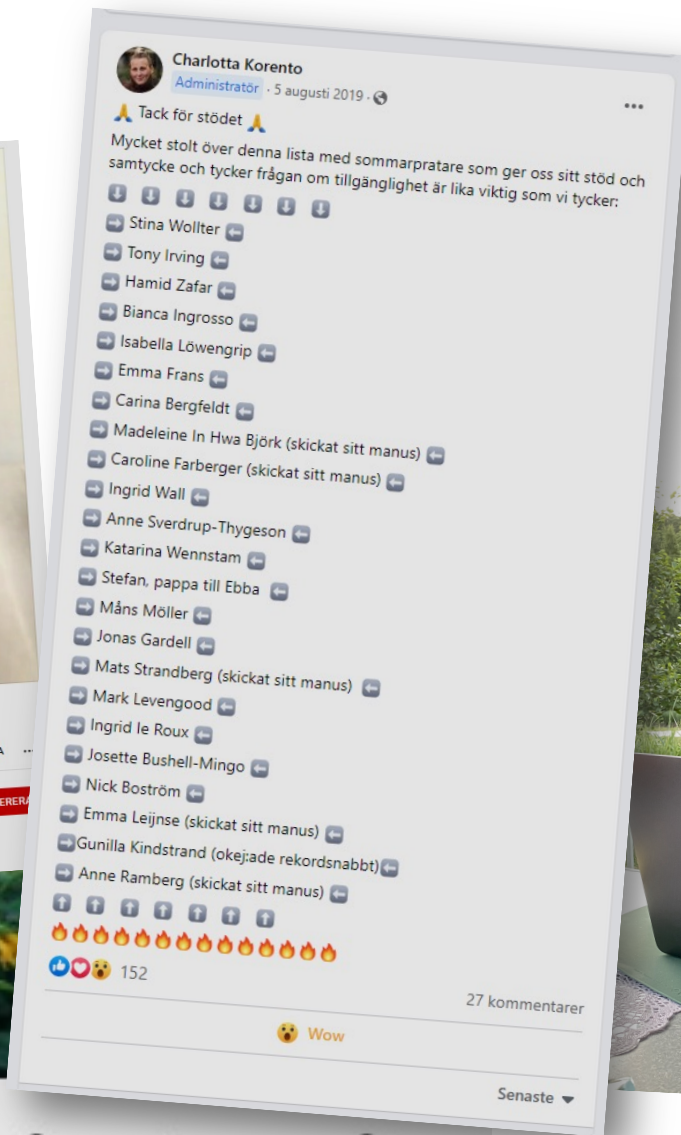 Charlotta Korento
Administratör · 5 augusti 2019 ·
🙏 Tack för stödet 🙏
Mycket stolt över denna lista med sommarpratare som ger oss sitt stöd och
samtycke och tycker frågan om tillgänglighet är lika viktig som vi tycker:
⬇️ ⬇️ ⬇️ ⬇️ ⬇️ ⬇️ ⬇️
➡️ Stina Wollter ⬅️
➡️ Tony Irving ⬅️
➡️ Hamid Zafar ⬅️
➡️ Bianca Ingrosso ⬅️
➡️ Isabella Löwengrip ⬅️
➡️ Emma Frans ⬅️
➡️ Carina Bergfeldt ⬅️
➡️ Madeleine In Hwa Björk (skickat sitt manus) ⬅️
➡️ Caroline Farberger (skickat sitt manus) ⬅️
➡️ Ingrid Wall ⬅️
➡️ Anne Sverdrup-Thygeson ⬅️
➡️ Katarina Wennstam ⬅️
➡️ Stefan, pappa till Ebba ⬅️
➡️ Måns Möller ⬅️
➡️ Jonas Gardell ⬅️
➡️ Mats Strandberg (skickat sitt manus) ⬅️
➡️ Mark Levengood ⬅️
➡️ Ingrid le Roux ⬅️
➡️ Josette Bushell-Mingo ⬅️
➡️ Nick Boström ⬅️
➡️ Emma Leijnse (skickat sitt manus) ⬅️
➡️Gunilla Kindstrand (okej:ade rekordsnabbt)⬅️
➡️ Anne Ramberg (skickat sitt manus) ⬅️
⬆️ ⬆️ ⬆️ ⬆️ ⬆️ ⬆️ ⬆️
🔥🔥🔥🔥🔥🔥🔥🔥🔥🔥🔥🔥🔥🔥
👍❤️😮 152
27 kommentarer
😮 Wow
Senaste